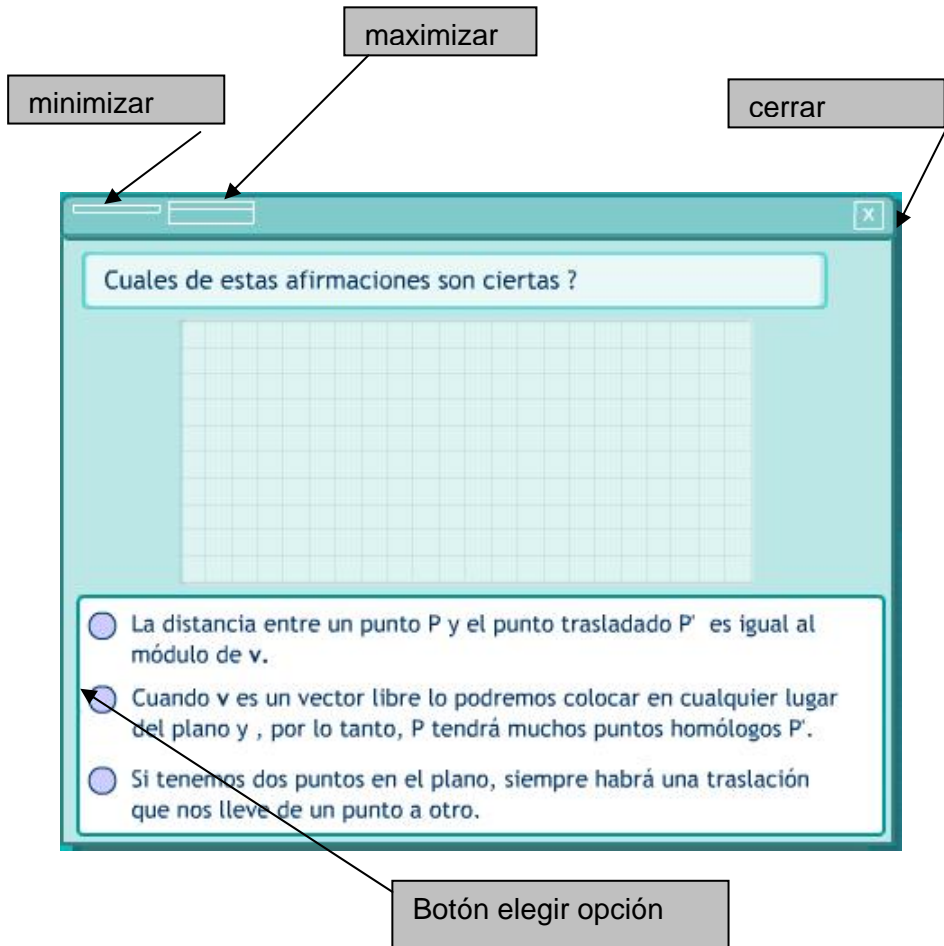 maximizar
minimizar
cerrar
X
Cuales de estas afirmaciones son ciertas ?
La distancia entre un punto P y el punto trasladado P' es igual al
módulo de v.
Cuando v es un vector libre lo podremos colocar en cualquier lugar
del plano y , por lo tanto, P tendrá muchos puntos homólogos P'.
Si tenemos dos puntos en el plano, siempre habrá una traslación
que nos lleve de un punto a otro.
Botón elegir opción